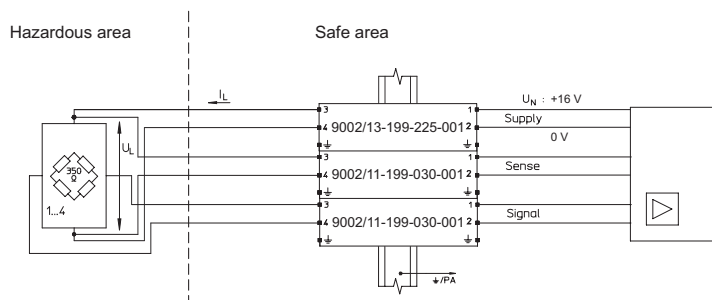 Hazardous area
Safe area
I_L
U_N : +16 V
3 1
9002/13-199-225-001
Supply
4 2
0 V
U_L
3 1
350 Ω
9002/11-199-030-001
Sense
4 2
1...4
3 1
9002/11-199-030-001
Signal
4 2
⏚/PA